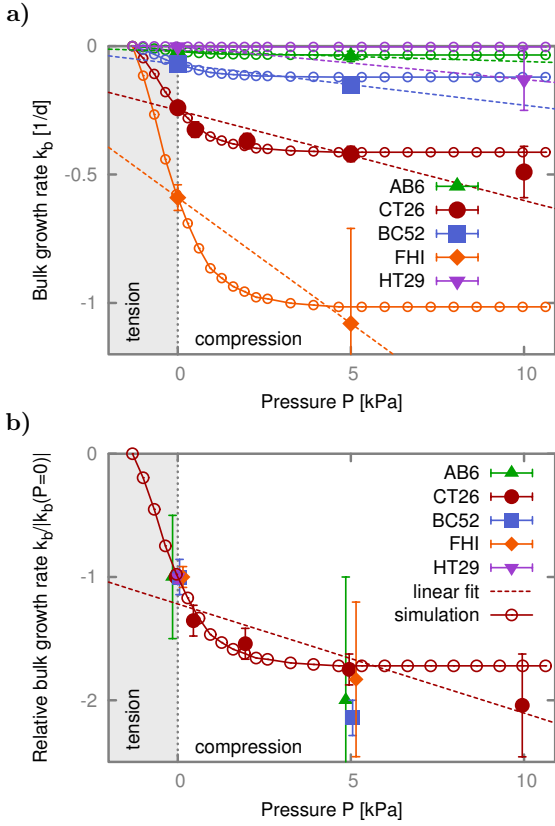 a)
0
-0.5
-1
Bulk growth rate k_b [1/d]
AB6
CT26
BC52
FHI
HT29
tension
compression
0
5
10
Pressure P [kPa]
b)
0
-1
-2
Relative bulk growth rate k_b/|k_b(P=0)|
AB6
CT26
BC52
FHI
HT29
linear fit
simulation
tension
compression
0
5
10
Pressure P [kPa]